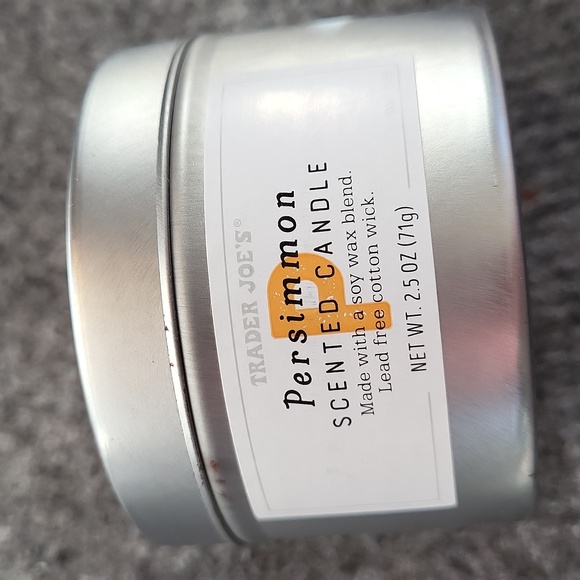 TRADER JOE'S®
P
Persimmon
SCENTED CANDLE
Made with a soy wax blend.
Lead free cotton wick.
NET WT. 2.5 OZ (71g)